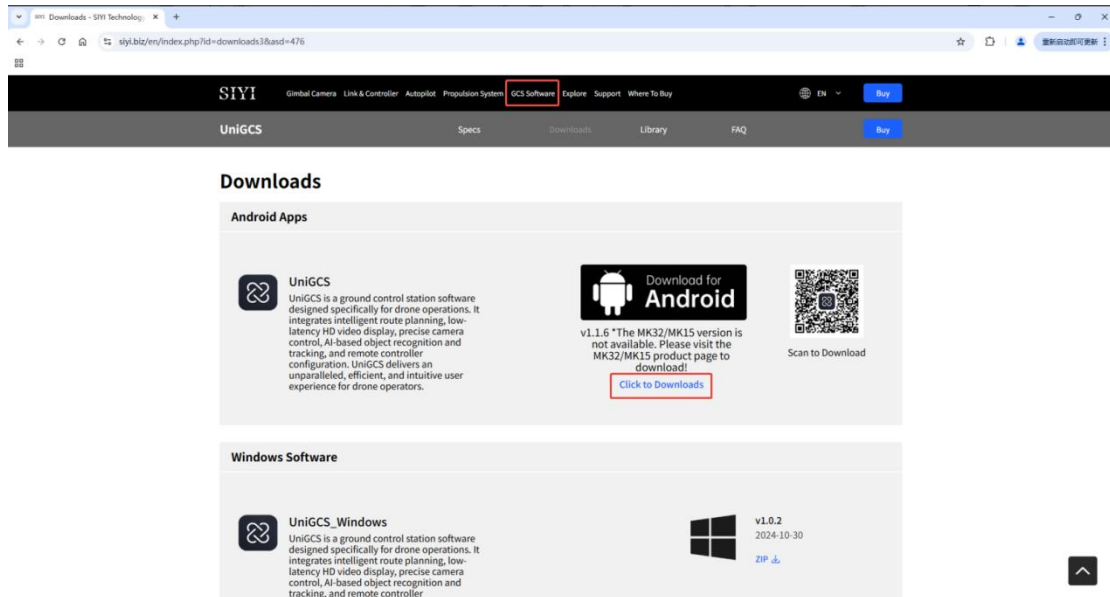 SIYI Downloads - SIYI Technology
siyi.biz/en/index.php?id=downloads3&asd=476
重新启动即可更新
SIYI Gimbal Camera Link & Controller Autopilot Propulsion System GCS Software Explore Support Where To Buy EN Buy
UniGCS Specs Downloads Library FAQ Buy
Downloads
Android Apps
UniGCS
UniGCS is a ground control station software
designed specifically for drone operations. It
integrates intelligent route planning, low-
latency HD video display, precise camera
control, AI-based object recognition and
tracking, and remote controller
configuration. UniGCS delivers an
unparalleled, efficient, and intuitive user
experience for drone operators.
Download for
Android
v1.1.6 *The MK32/MK15 version is
not available. Please visit the
MK32/MK15 product page to
download!
Click to Downloads
Scan to Download
Windows Software
UniGCS_Windows
UniGCS is a ground control station software
designed specifically for drone operations. It
integrates intelligent route planning, low-
latency HD video display, precise camera
control, AI-based object recognition and
tracking, and remote controller
v1.0.2
2024-10-30
ZIP